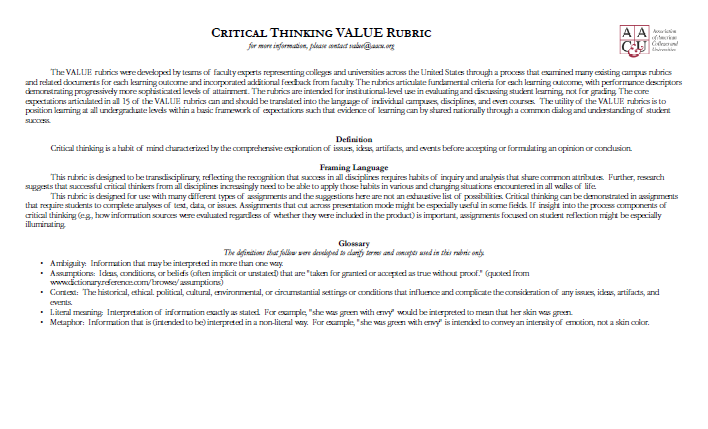 CRITICAL THINKING VALUE RUBRIC
for more information, please contact value@aacu.org
AAC&U
Association
of American
Colleges and
Universities
The VALUE rubrics were developed by teams of faculty experts representing colleges and universities across the United States through a process that examined many existing campus rubrics
and related documents for each learning outcome and incorporated additional feedback from faculty. The rubrics articulate fundamental criteria for each learning outcome, with performance descriptors
demonstrating progressively more sophisticated levels of attainment. The rubrics are intended for institutional-level use in evaluating and discussing student learning, not for grading. The core
expectations articulated in all 15 of the VALUE rubrics can and should be translated into the language of individual campuses, disciplines, and even courses. The utility of the VALUE rubrics is to
position learning at all undergraduate levels within a basic framework of expectations such that evidence of learning can by shared nationally through a common dialog and understanding of student
success.
Definition
Critical thinking is a habit of mind characterized by the comprehensive exploration of issues, ideas, artifacts, and events before accepting or formulating an opinion or conclusion.
Framing Language
This rubric is designed to be transdisciplinary, reflecting the recognition that success in all disciplines requires habits of inquiry and analysis that share common attributes. Further, research
suggests that successful critical thinkers from all disciplines increasingly need to be able to apply those habits in various and changing situations encountered in all walks of life.
This rubric is designed for use with many different types of assignments and the suggestions here are not an exhaustive list of possibilities. Critical thinking can be demonstrated in assignments
that require students to complete analyses of text, data, or issues. Assignments that cut across presentation mode might be especially useful in some fields. If insight into the process components of
critical thinking (e.g., how information sources were evaluated regardless of whether they were included in the product) is important, assignments focused on student reflection might be especially
illuminating.
Glossary
The definitions that follow were developed to clarify terms and concepts used in this rubric only.
• Ambiguity: Information that may be interpreted in more than one way.
• Assumptions: Ideas, conditions, or beliefs (often implicit or unstated) that are "taken for granted or accepted as true without proof." (quoted from
www.dictionary.reference.com/browse/assumptions)
• Context: The historical, ethical. political, cultural, environmental, or circumstantial settings or conditions that influence and complicate the consideration of any issues, ideas, artifacts, and
events.
• Literal meaning: Interpretation of information exactly as stated. For example, "she was green with envy" would be interpreted to mean that her skin was green.
• Metaphor: Information that is (intended to be) interpreted in a non-literal way. For example, "she was green with envy" is intended to convey an intensity of emotion, not a skin color.